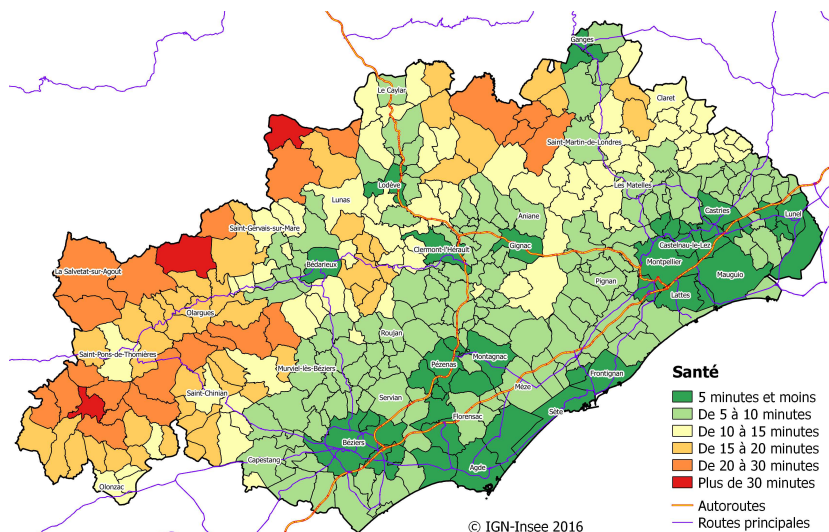 Ganges
Le Caylar
Claret
Saint-Martin-de-Londres
Lodève
Les Matelles
Lunas
Castries
Lunel
Aniane
Saint-Gervais-sur-Mare
Clermont-l'Hérault
Gignac
Castelnau-le-Lez
Bédarieux
Montpellier
La Salvetat-sur-Agout
Mauguio
Pignan
Lattes
Olargues
Roujan
Saint-Pons-de-Thomières
Montagnac
Pézenas
Murviel-lès-Béziers
Frontignan
Mèze
Saint-Chinian
Servian
Sète
Florensac
Béziers
Capestang
Agde
Olonzac
Santé
5 minutes et moins
De 5 à 10 minutes
De 10 à 15 minutes
De 15 à 20 minutes
De 20 à 30 minutes
Plus de 30 minutes
Autoroutes
Routes principales
© IGN-Insee 2016